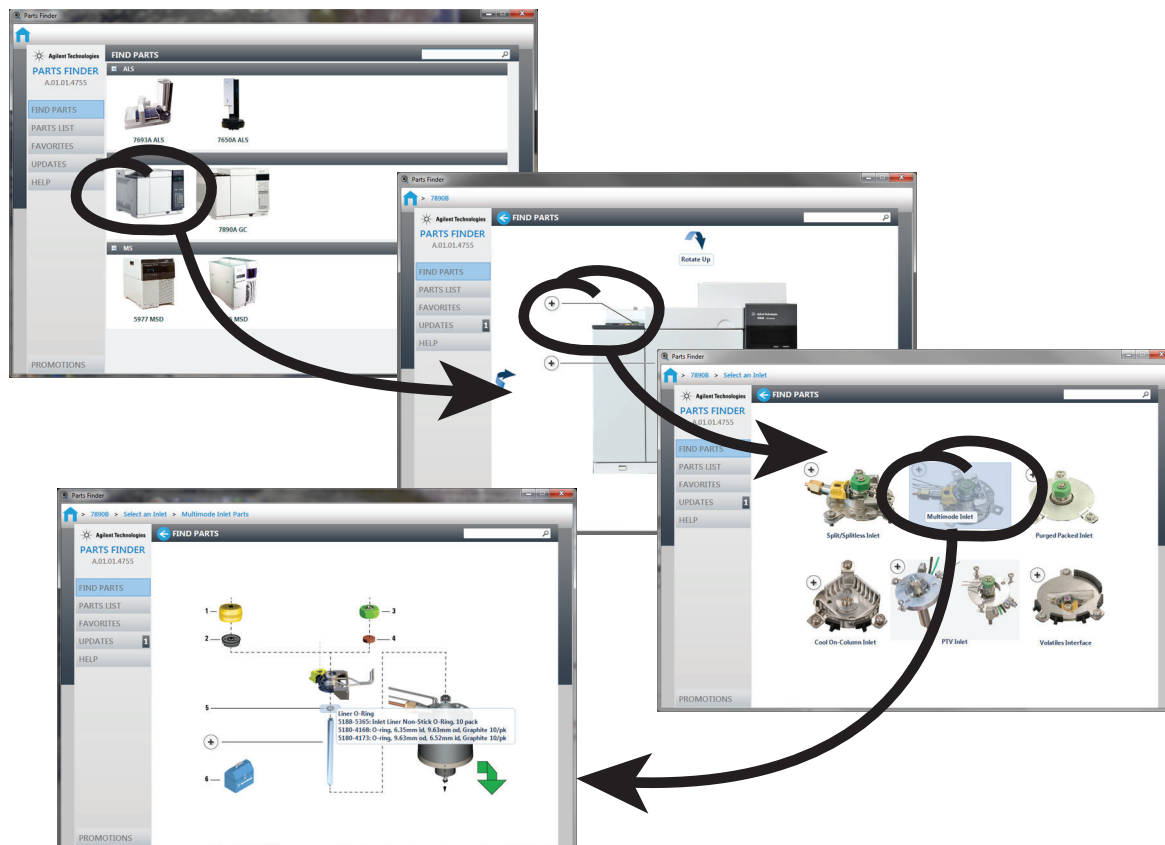 Parts Finder
Agilent Technologies
FIND PARTS
PARTS FINDER
A.01.01.4755
ALS
FIND PARTS
PARTS LIST
FAVORITES
UPDATES
HELP
7693A ALS
7650A ALS
7890A GC
MS
5977 MSD
MSD
PROMOTIONS
Parts Finder
> 7890B
Agilent Technologies
FIND PARTS
PARTS FINDER
A.01.01.4755
Rotate Up
FIND PARTS
PARTS LIST
FAVORITES
UPDATES 1
HELP
Agilent Technologies
Parts Finder
> 7890B > Select an Inlet
Agilent Technologies
FIND PARTS
PARTS FINDER
A.01.01.4755
FIND PARTS
PARTS LIST
FAVORITES
UPDATES 1
HELP
Multimode Inlet
Split/Splitless Inlet
Purged Packed Inlet
Cool On-Column Inlet
PTV Inlet
Volatiles Interface
PROMOTIONS
Parts Finder
> 7890B > Select an Inlet > Multimode Inlet Parts
Agilent Technologies
FIND PARTS
PARTS FINDER
A.01.01.4755
FIND PARTS
PARTS LIST
FAVORITES
UPDATES 1
HELP
1
2
3
4
5
6
Liner O-Ring
5188-5365: Inlet Liner Non-Stick O-Ring, 10 pack
5180-4168: O-ring, 6.35mm id, 9.63mm od, Graphite 10/pk
5180-4173: O-ring, 9.63mm od, 6.52mm id, Graphite 10/pk
PROMOTIONS